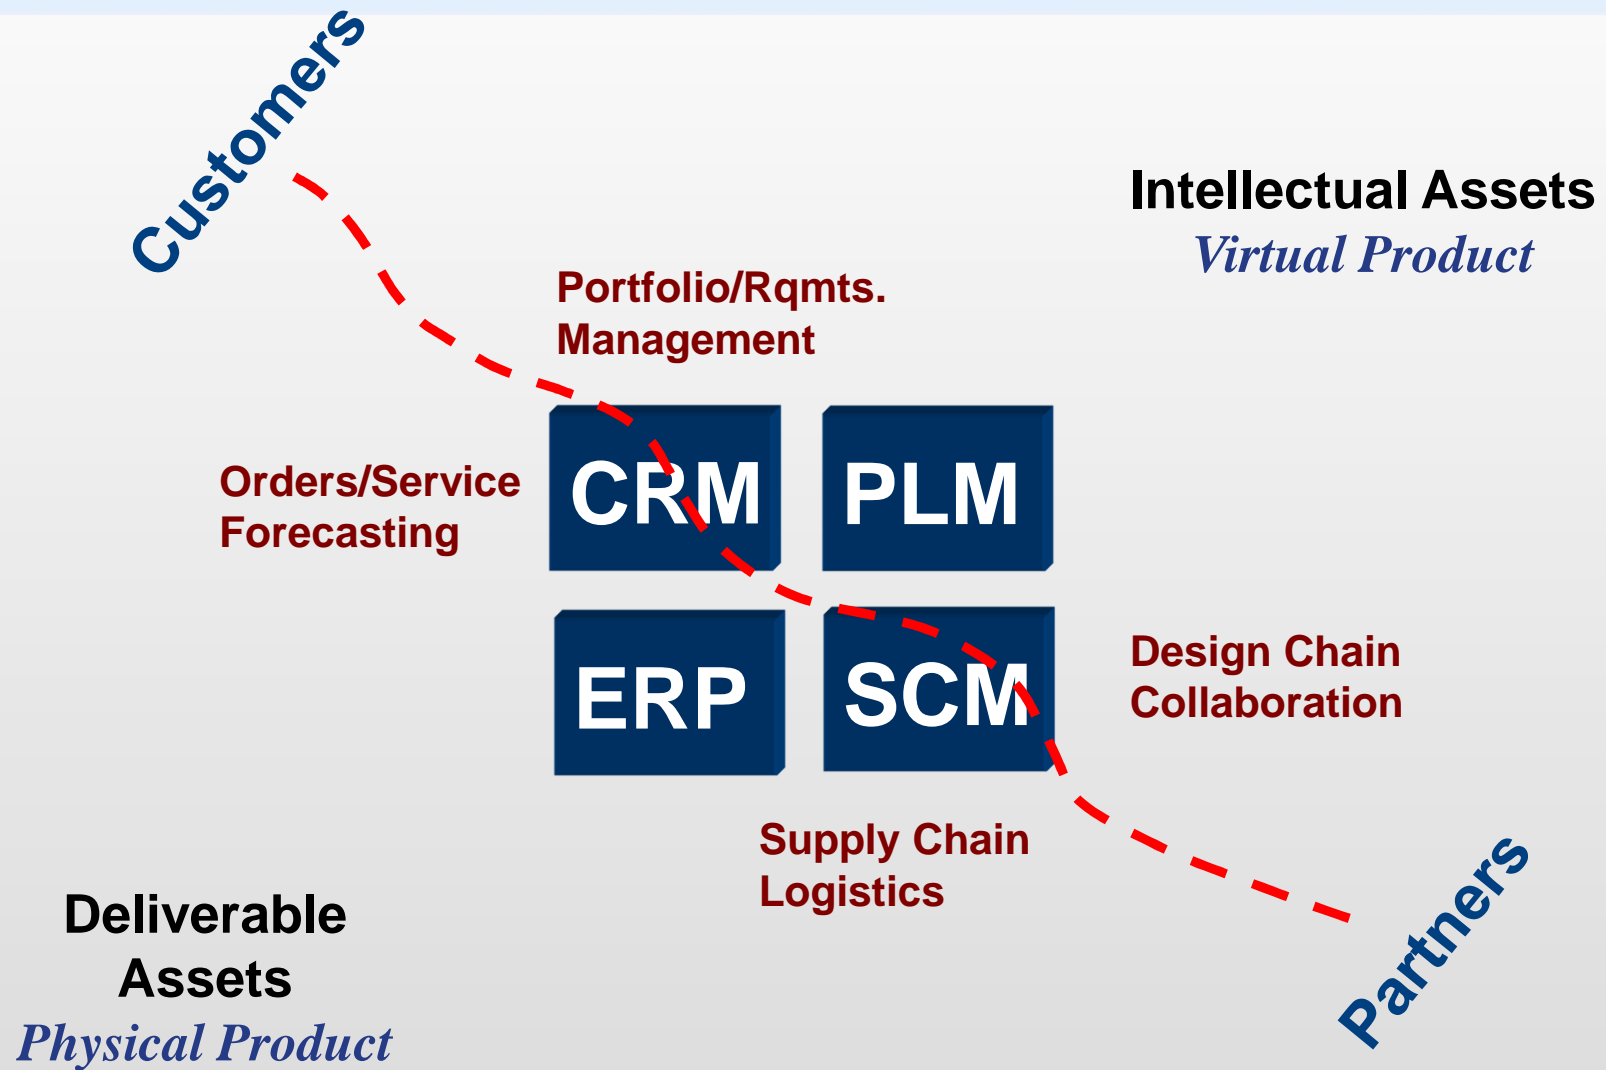 Customers
Intellectual Assets
Virtual Product
Portfolio/Rqmts.
Management
Orders/Service
Forecasting
CRM
PLM
ERP
SCM
Design Chain
Collaboration
Supply Chain
Logistics
Deliverable
Assets
Physical Product
Partners